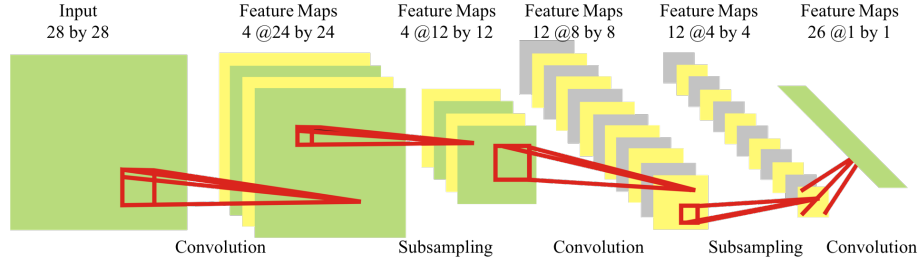 Input
28 by 28
Feature Maps
4 @24 by 24
Feature Maps
4 @12 by 12
Feature Maps
12 @8 by 8
Feature Maps
12 @4 by 4
Feature Maps
26 @1 by 1
Convolution
Subsampling
Convolution
Subsampling
Convolution